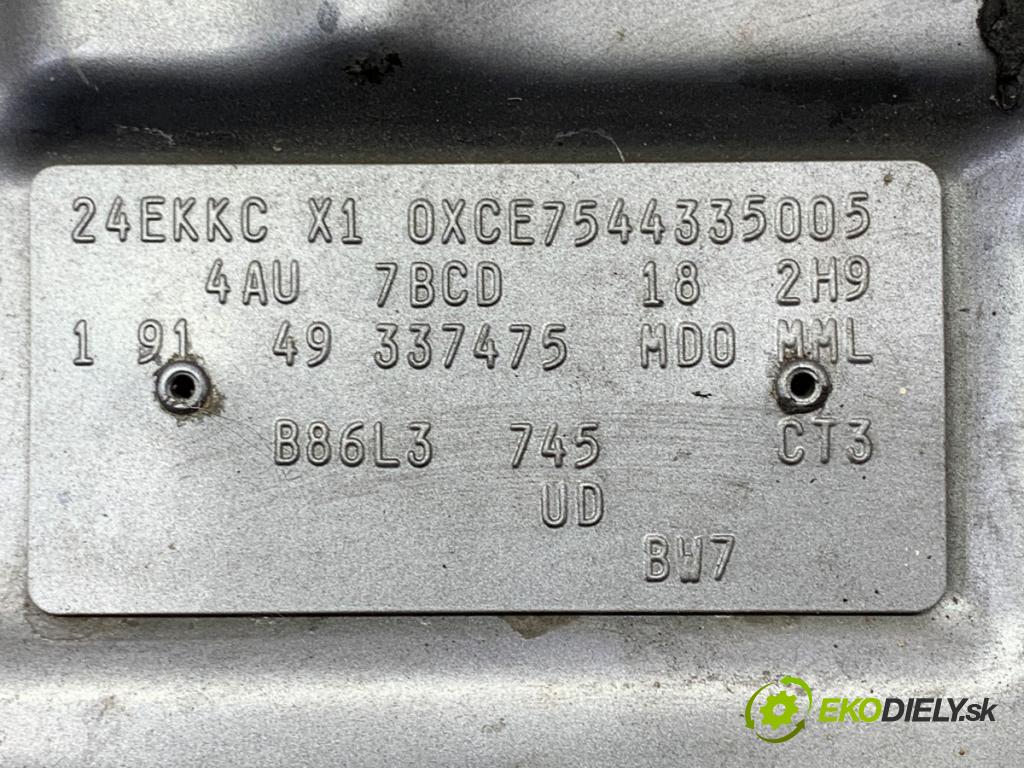 24EKKC X1 0XCE7544335005
4AU 7BCD 18 2H9
1 91 49 337475 MDO MML
B86L3 745 CT3
UD
BW7
EKODIELY.sk